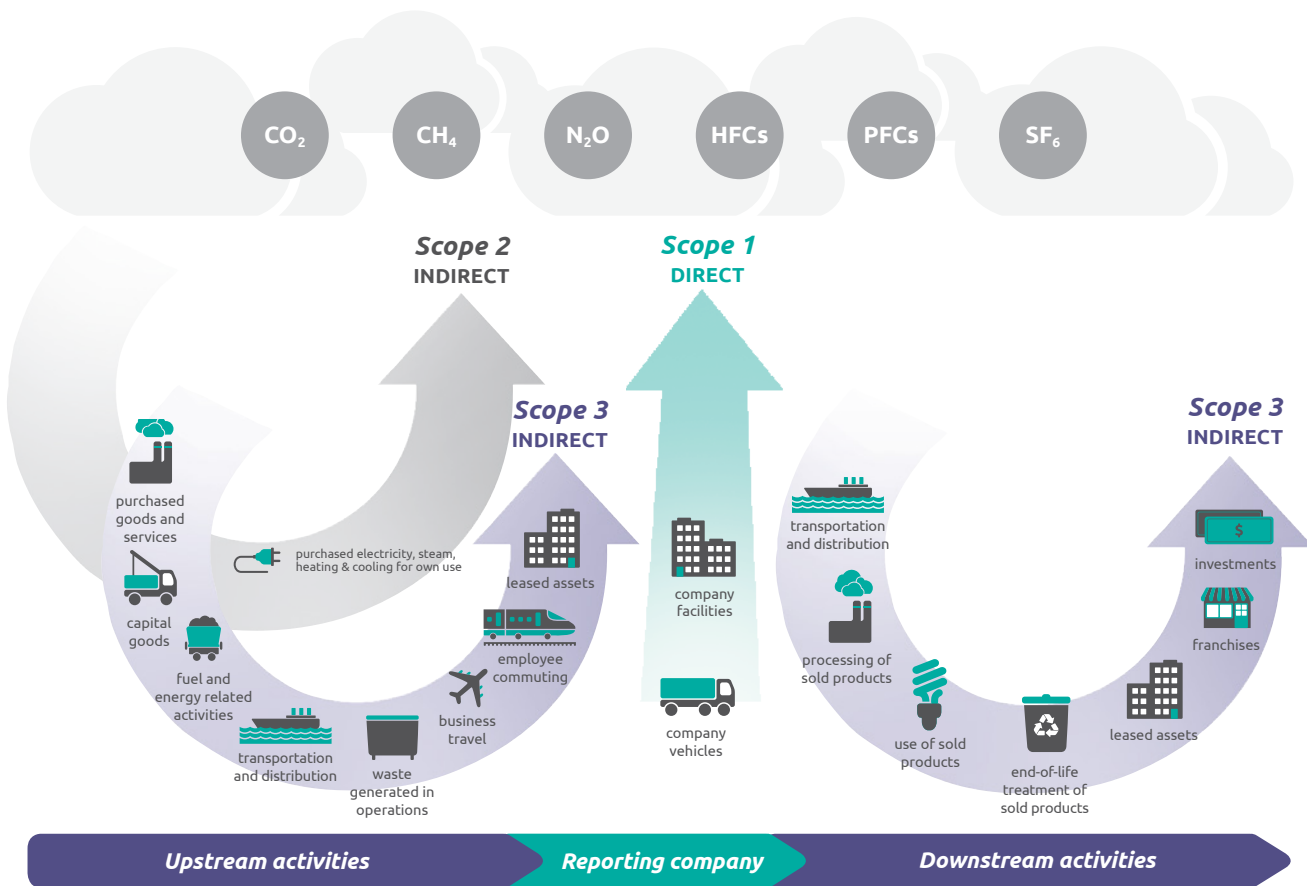 CO₂
CH₄
N₂O
HFCs
PFCs
SF₆
Scope 2
INDIRECT
Scope 1
DIRECT
Scope 3
INDIRECT
Scope 3
INDIRECT
purchased
goods and
services
capital
goods
fuel and
energy related
activities
purchased electricity, steam,
heating & cooling for own use
transportation
and distribution
waste
generated in
operations
business
travel
employee
commuting
leased assets
company
facilities
company
vehicles
transportation
and distribution
processing of
sold products
use of sold
products
end-of-life
treatment of
sold products
leased assets
franchises
$
investments
Upstream activities
Reporting company
Downstream activities